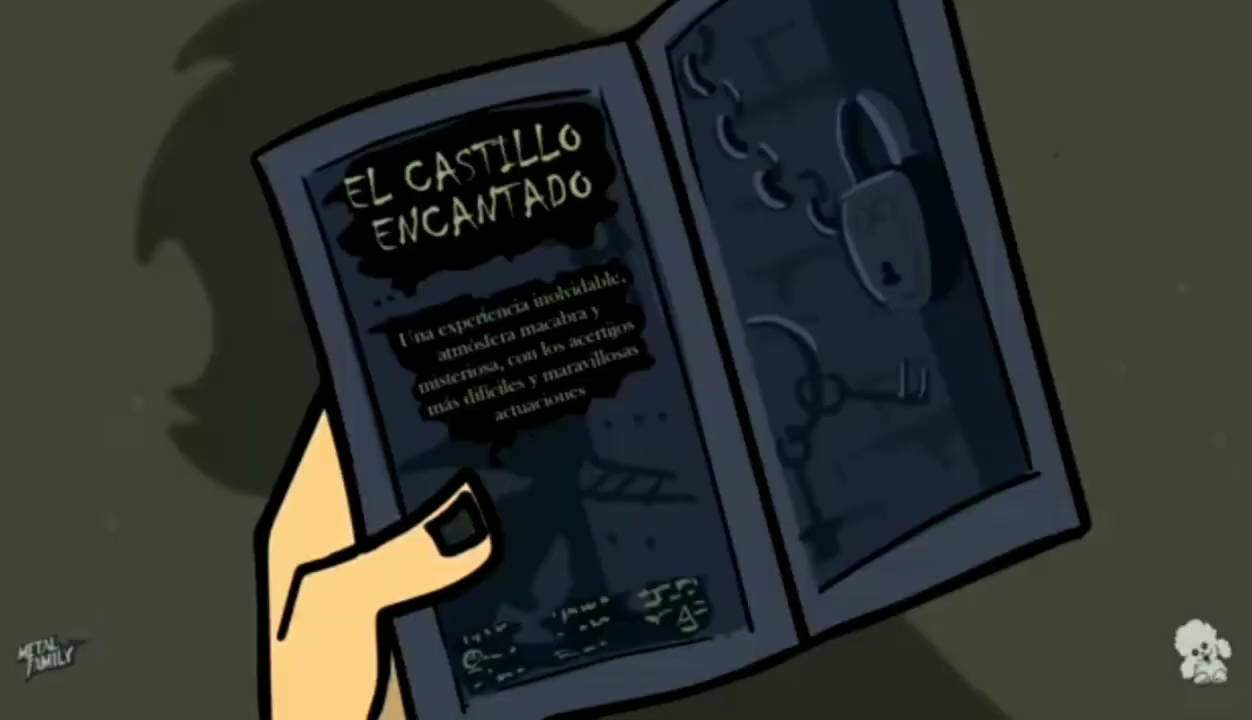 EL CASTILLO
ENCANTADO
Una experiencia inolvidable,
atmósfera macabra y
misteriosa, con los acertijos
más difíciles y maravillosas
actuaciones
METAL
FAMILY